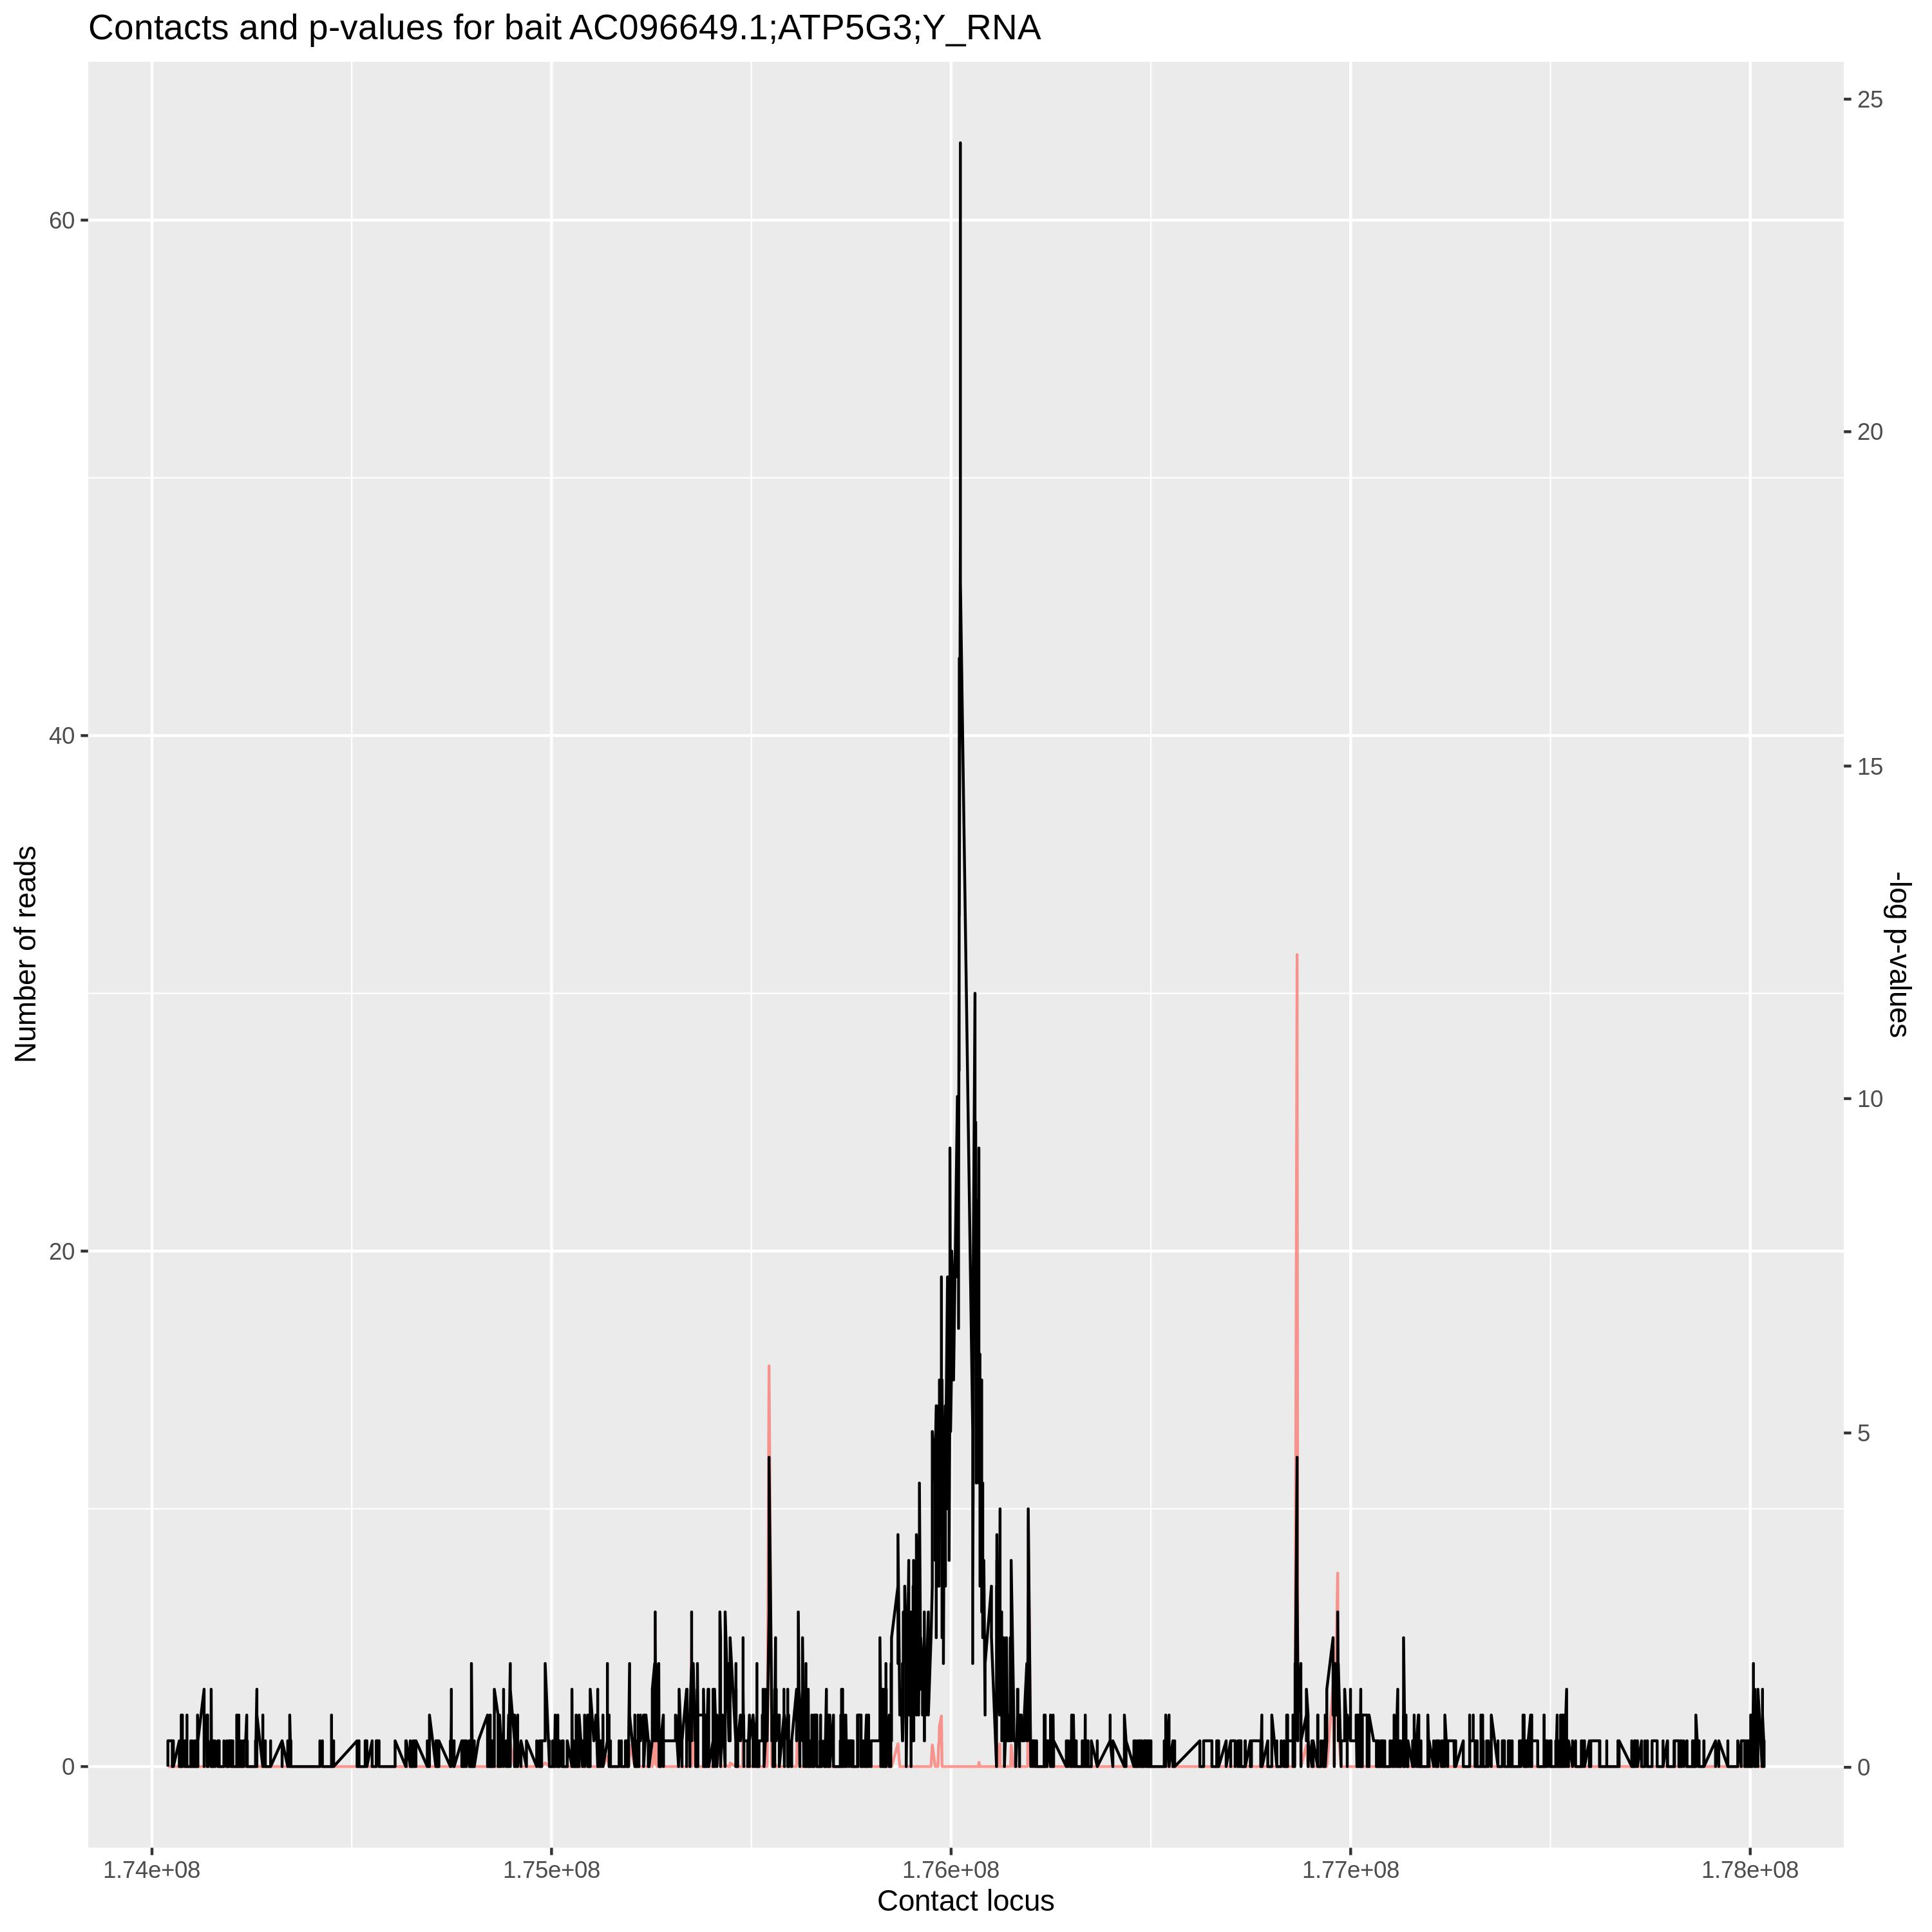 Contacts and p-values for bait AC096649.1;ATP5G3;Y_RNA
25
60
20
40
15
Number of reads
-log p-values
10
20
5
0
0
1.74e+08 1.75e+08 1.76e+08 1.77e+08 1.78e+08
Contact locus